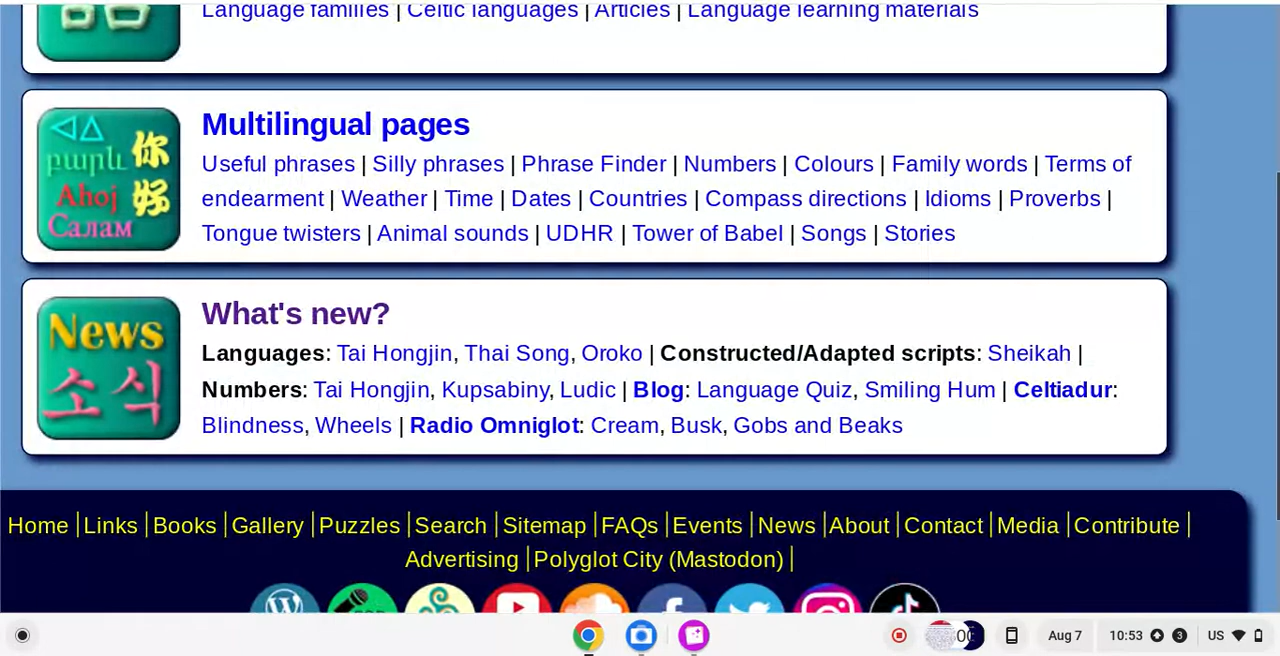 Language families | Celtic languages | Articles | Language learning materials
Multilingual pages
Useful phrases | Silly phrases | Phrase Finder | Numbers | Colours | Family words | Terms of
endearment | Weather | Time | Dates | Countries | Compass directions | Idioms | Proverbs |
Tongue twisters | Animal sounds | UDHR | Tower of Babel | Songs | Stories
բարև
你
Ahoj
好
Салам
What's new?
Languages: Tai Hongjin, Thai Song, Oroko | Constructed/Adapted scripts: Sheikah |
Numbers: Tai Hongjin, Kupsabiny, Ludic | Blog: Language Quiz, Smiling Hum | Celtiadur:
Blindness, Wheels | Radio Omniglot: Cream, Busk, Gobs and Beaks
News
소식
Home | Links | Books | Gallery | Puzzles | Search | Sitemap | FAQs | Events | News | About | Contact | Media | Contribute |
Advertising | Polyglot City (Mastodon) |
Aug 7
10:53
3
US